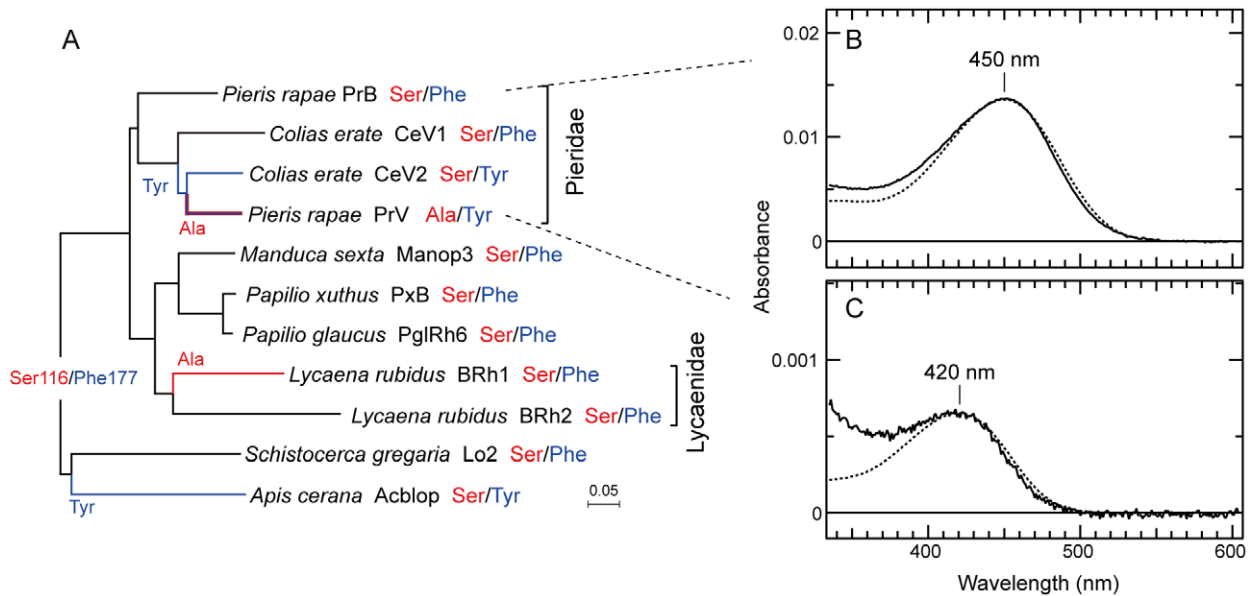 A
Pieris rapae PrB Ser/Phe
Colias erate CeV1 Ser/Phe
Tyr
Colias erate CeV2 Ser/Tyr
Pieris rapae PrV Ala/Tyr
Ala
Pieridae
Manduca sexta Manop3 Ser/Phe
Papilio xuthus PxB Ser/Phe
Papilio glaucus PglRh6 Ser/Phe
Ser116/Phe177
Ala
Lycaena rubidus BRh1 Ser/Phe
Lycaena rubidus BRh2 Ser/Phe
Lycaenidae
Schistocerca gregaria Lo2 Ser/Phe
Apis cerana Acblop Ser/Tyr
Tyr
0.05
Absorbance
B
0.02
450 nm
0.01
0
C
420 nm
0.001
0
400 500 600
Wavelength (nm)